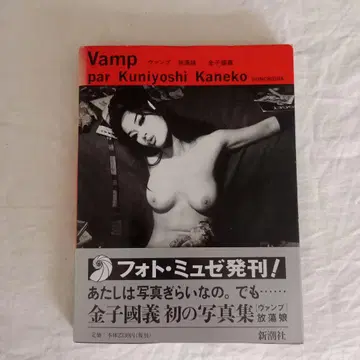 Vamp ヴァンプ 放蕩娘 金子國義
par Kuniyoshi Kaneko SHINCHOSHA
フォト・ミュゼ発刊!
あたしは写真ぎらいなの。でも……
金子國義 初の写真集 ヴァンプ 放蕩娘
新潮社